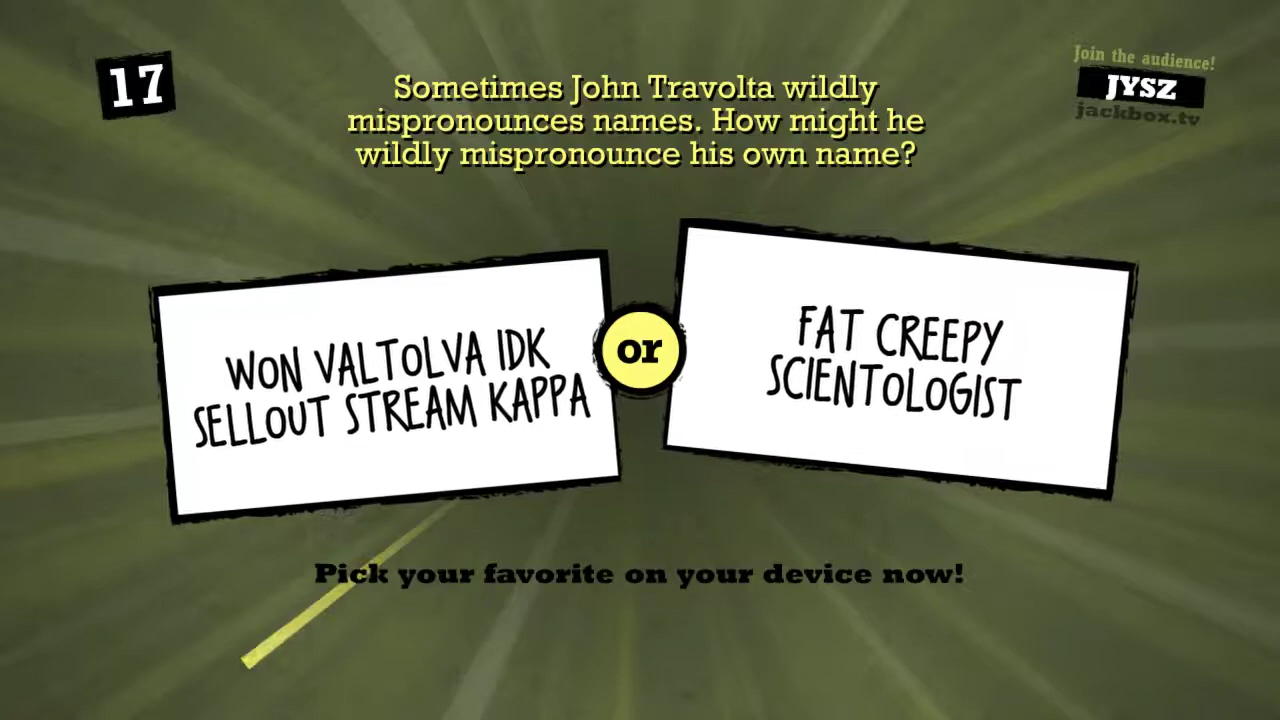 17
Join the audience!
JYSZ
jackbox.tv
Sometimes John Travolta wildly
mispronounces names. How might he
wildly mispronounce his own name?
WON VALTOLVA IDK
SELLOUT STREAM KAPPA
or
FAT CREEPY
SCIENTOLOGIST
Pick your favorite on your device now!